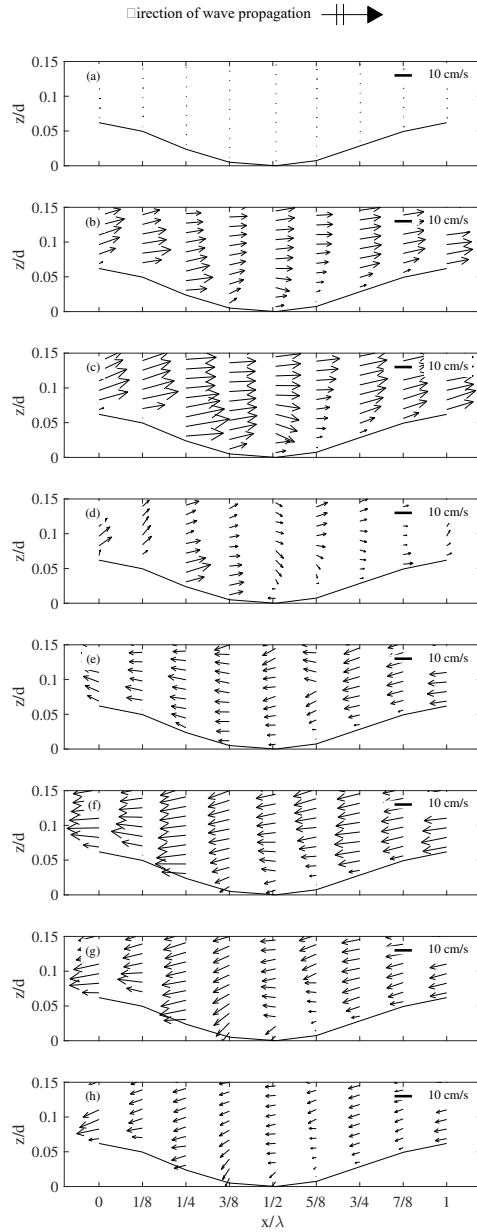 irection of wave propagation
(a)
10 cm/s
z/d
0.15
0.1
0.05
0
(b)
10 cm/s
z/d
0.15
0.1
0.05
0
(c)
10 cm/s
z/d
0.15
0.1
0.05
0
(d)
10 cm/s
z/d
0.15
0.1
0.05
0
(e)
10 cm/s
z/d
0.15
0.1
0.05
0
(f)
10 cm/s
z/d
0.15
0.1
0.05
0
(g)
10 cm/s
z/d
0.15
0.1
0.05
0
(h)
10 cm/s
z/d
0.15
0.1
0.05
0
0 1/8 1/4 3/8 1/2 5/8 3/4 7/8 1
x/λ